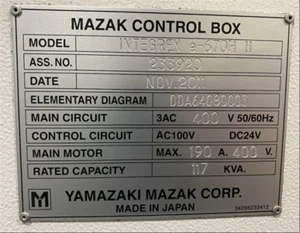 MAZAK CONTROL BOX
MODEL INTEGREX e-670H II
ASS.NO. 233920
DATE NOV.2011
ELEMENTARY DIAGRAM DDA64080003
MAIN CIRCUIT 3AC 400 V 50/60Hz
CONTROL CIRCUIT AC100V DC24V
MAIN MOTOR MAX. 190 A. 400 V.
RATED CAPACITY 117 KVA.
M YAMAZAKI MAZAK CORP.
MADE IN JAPAN